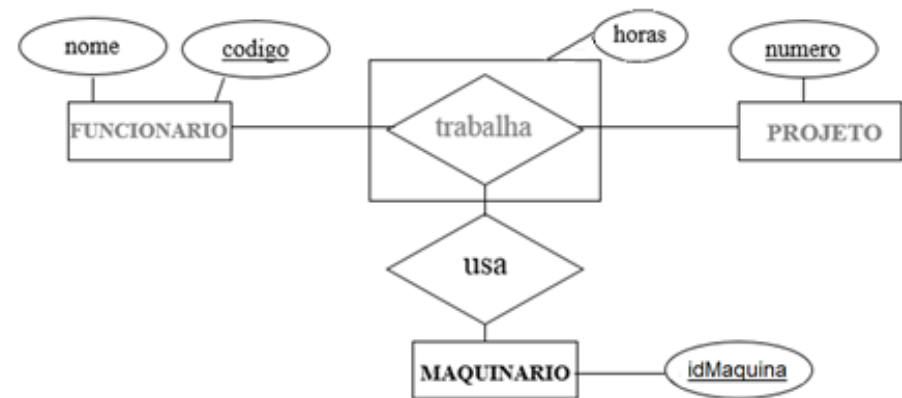 nome
codigo
horas
numero
FUNCIONARIO
trabalha
PROJETO
usa
MAQUINARIO
idMaquina